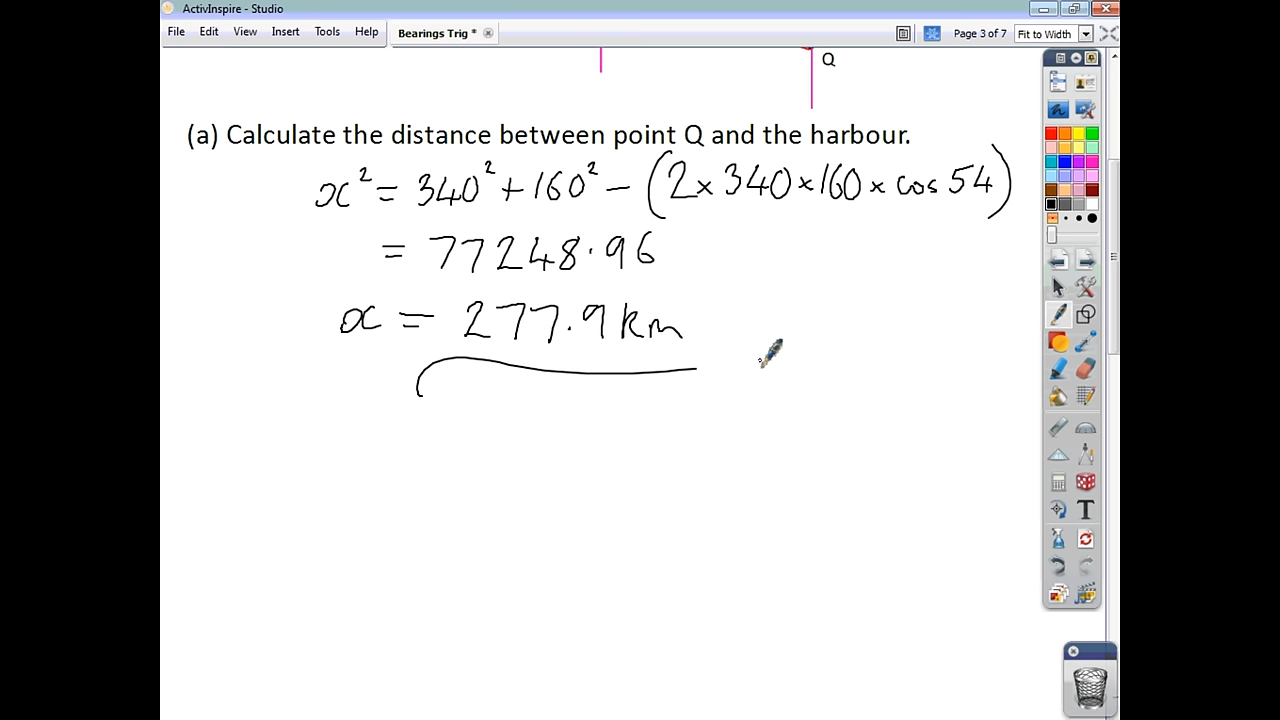 ActivInspire - Studio
File Edit View Insert Tools Help
Bearings Trig *
Page 3 of 7
Fit to Width
Q
(a) Calculate the distance between point Q and the harbour.
x² = 340² + 160² - (2 × 340 × 160 × cos 54)
= 77248.96
x = 277.9 km
T